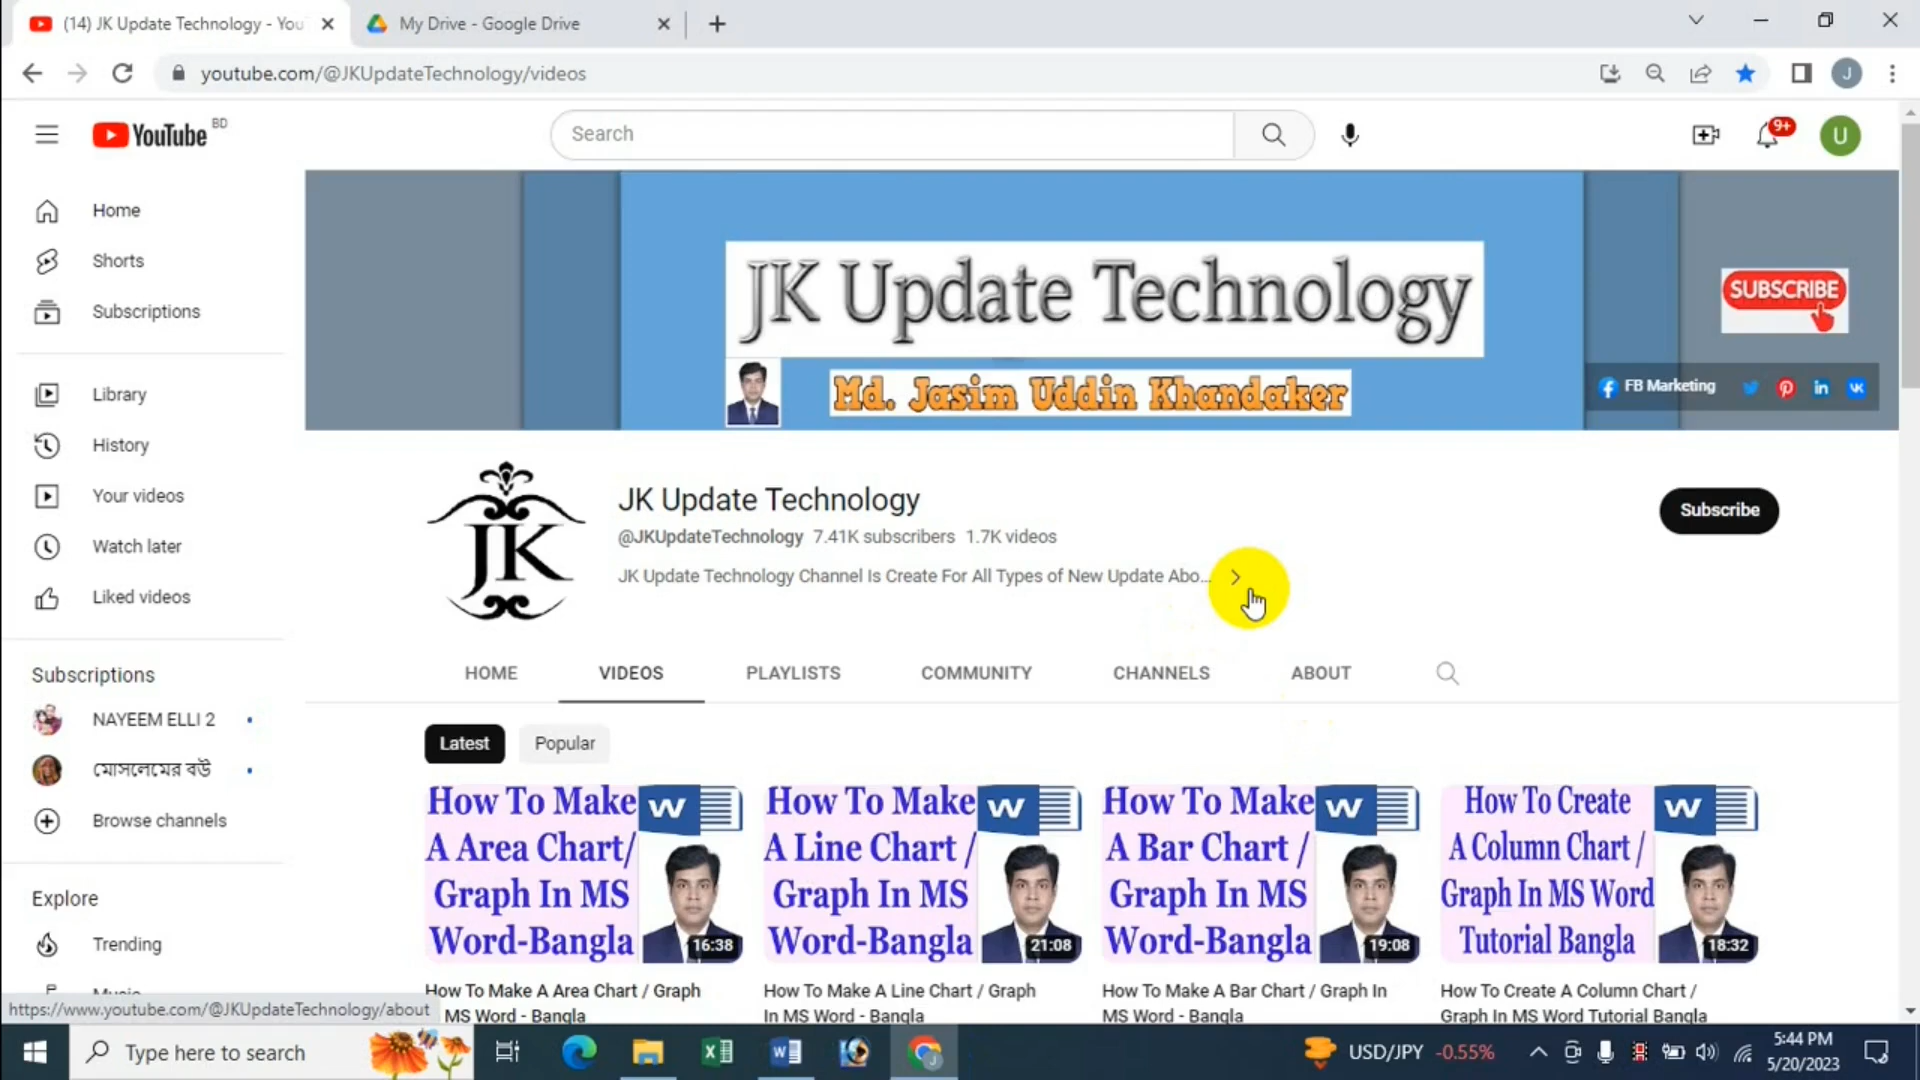 (14) JK Update Technology - You
My Drive - Google Drive
youtube.com/@JKUpdateTechnology/videos
J
YouTube BD
Search
9+
U
Home
Shorts
Subscriptions
Library
History
Your videos
Watch later
Liked videos
Subscriptions
NAYEEM ELLI 2
মোসলেমের বউ
Browse channels
Explore
Trending
https://www.youtube.com/@JKUpdateTechnology/about
JK Update Technology
Md. Jasim Uddin Khandaker
SUBSCRIBE
FB Marketing
JK
JK Update Technology
@JKUpdateTechnology 7.41K subscribers 1.7K videos
JK Update Technology Channel Is Create For All Types of New Update Abo...
Subscribe
HOME VIDEOS PLAYLISTS COMMUNITY CHANNELS ABOUT
Latest Popular
How To Make
A Area Chart/
Graph In MS
Word-Bangla
W
16:38
How To Make A Area Chart / Graph
MS Word - Bangla
How To Make
A Line Chart /
Graph In MS
Word-Bangla
W
21:08
How To Make A Line Chart / Graph
In MS Word - Bangla
How To Make
A Bar Chart /
Graph In MS
Word-Bangla
W
19:08
How To Make A Bar Chart / Graph In
MS Word - Bangla
How To Create
A Column Chart /
Graph In MS Word
Tutorial Bangla
W
18:32
How To Create A Column Chart /
Graph In MS Word Tutorial Bangla
Type here to search
USD/JPY -0.55%
5:44 PM
5/20/2023